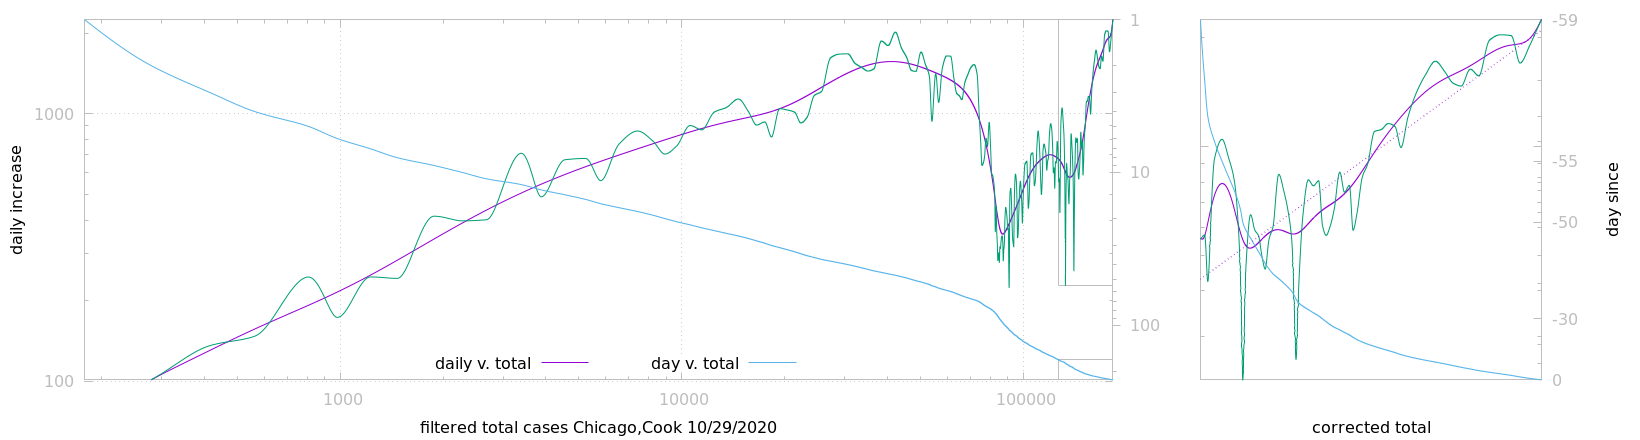 daily increase
1000
100
1000
10000
100000
1
10
100
daily v. total
day v. total
filtered total cases Chicago,Cook 10/29/2020
-59
-55
-50
-30
0
day since
corrected total